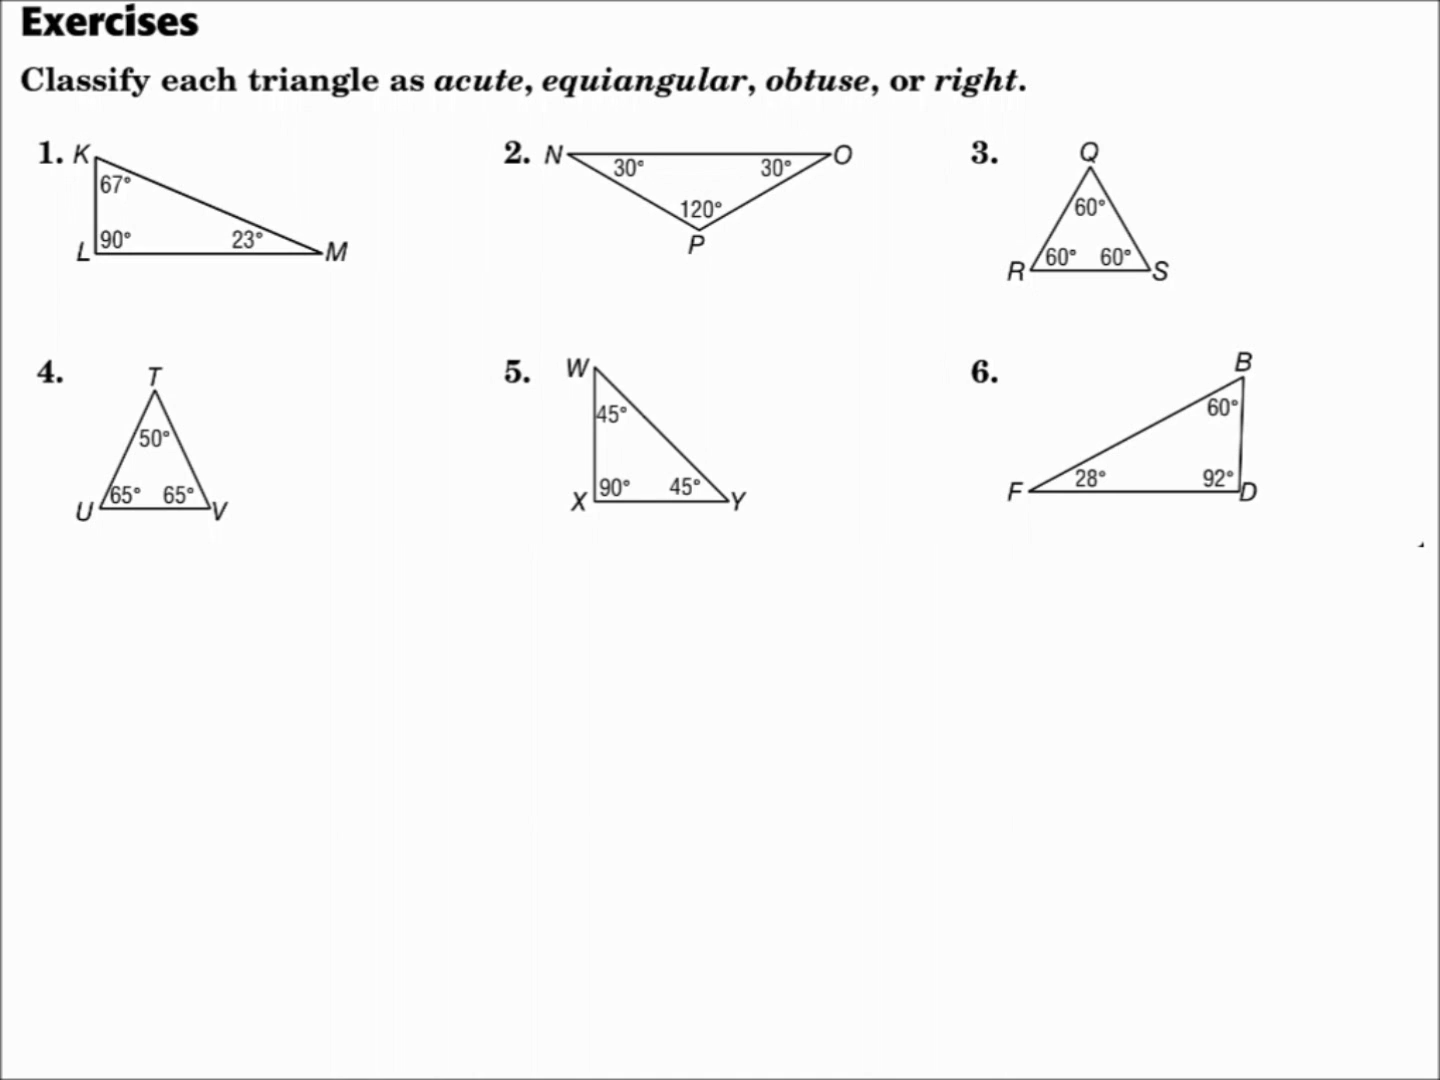 Exercises
Classify each triangle as acute, equiangular, obtuse, or right.
1. K
67°
L 90° 23° M
2. N 30° 30° O
120°
P
3. Q
60°
R 60° 60° S
4. T
50°
U 65° 65° V
5. W
45°
X 90° 45° Y
6. B
60°
F 28° 92° D